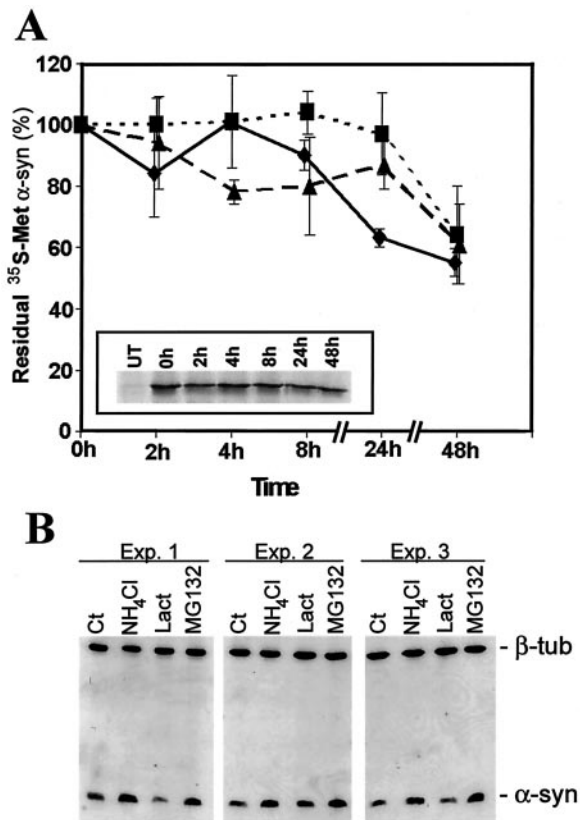 A
Residual ³⁵S-Met α-syn (%)
120
100
80
60
40
20
0
UT 0h 2h 4h 8h 24h 48h
0h 2h 4h 8h 24h 48h
Time
B
Exp. 1 Exp. 2 Exp. 3
Ct NH₄Cl Lact MG132 Ct NH₄Cl Lact MG132 Ct NH₄Cl Lact MG132
- β-tub
- α-syn